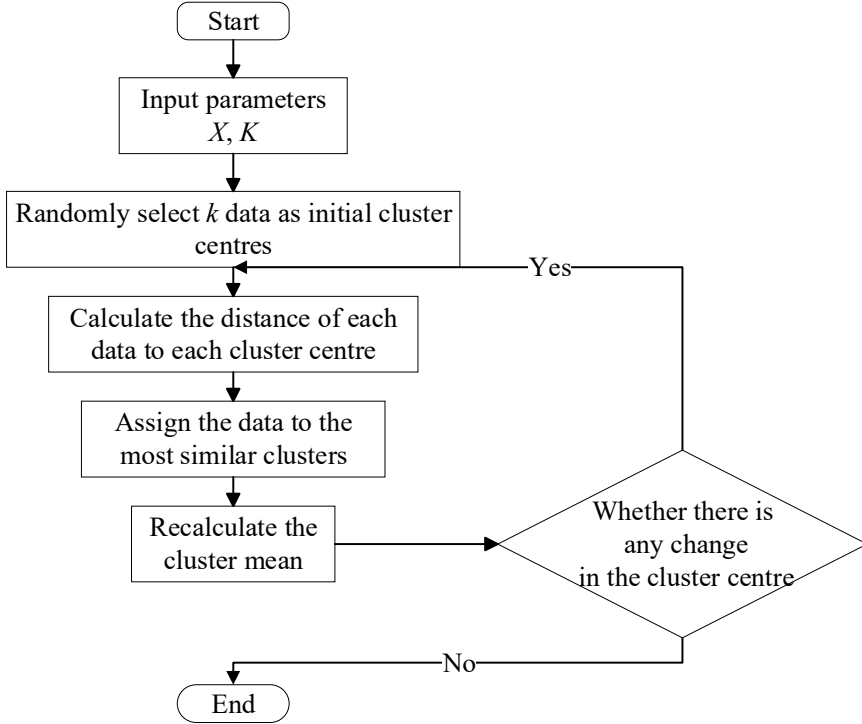 Start
Input parameters
X, K
Randomly select k data as initial cluster
centres
Yes
Calculate the distance of each
data to each cluster centre
Assign the data to the
most similar clusters
Recalculate the
cluster mean
Whether there is
any change
in the cluster centre
No
End